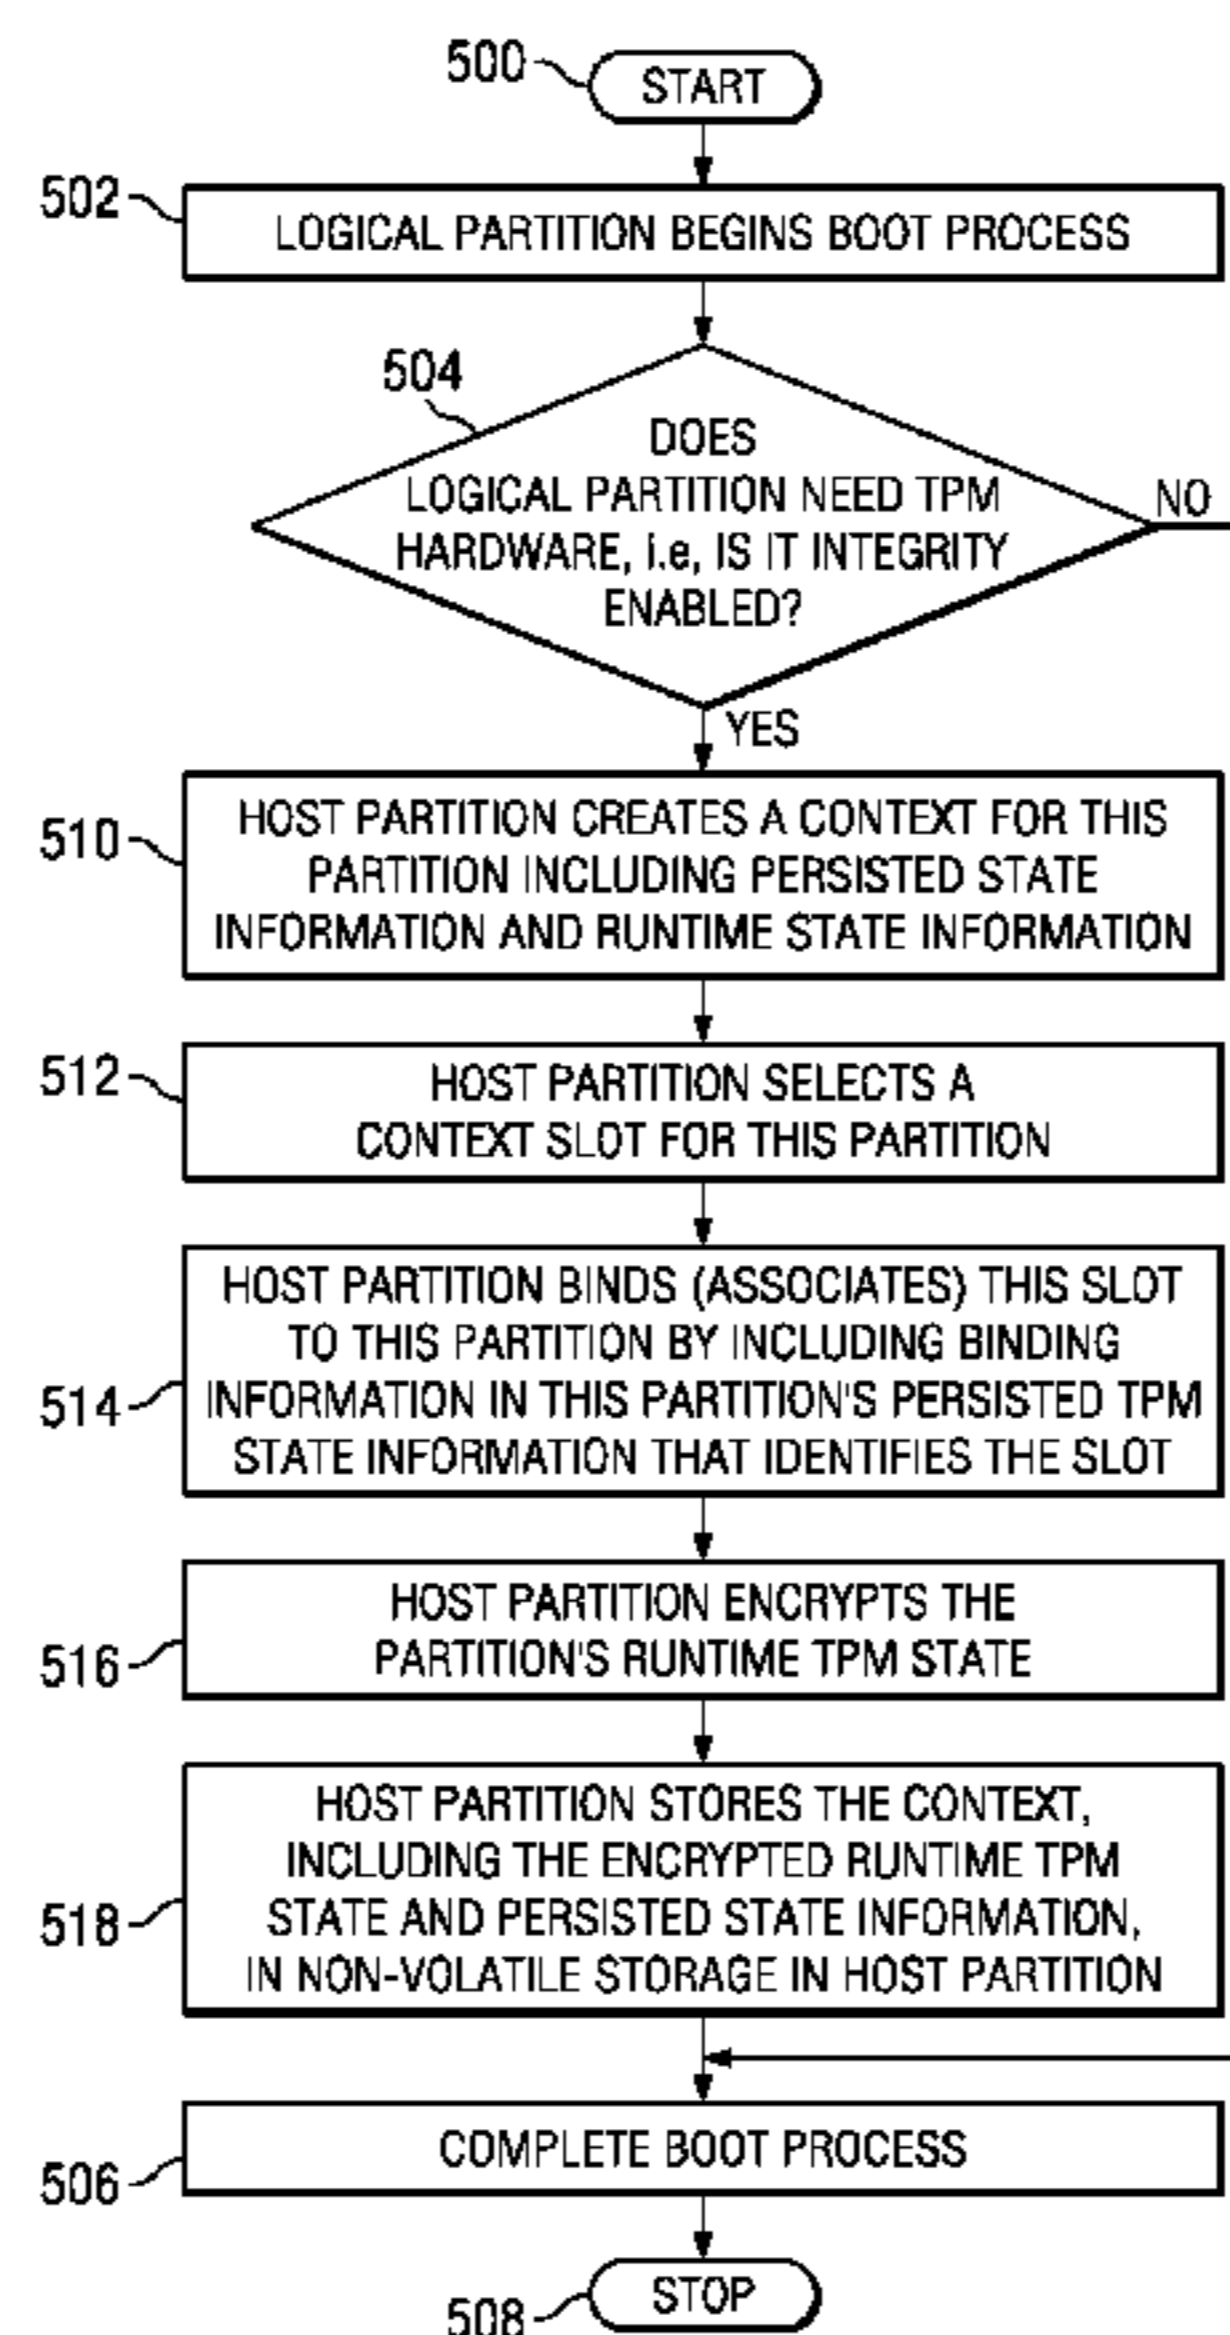 500
START
502
LOGICAL PARTITION BEGINS BOOT PROCESS
504
DOES
LOGICAL PARTITION NEED TPM
HARDWARE, i.e, IS IT INTEGRITY
ENABLED?
NO
YES
510
HOST PARTITION CREATES A CONTEXT FOR THIS
PARTITION INCLUDING PERSISTED STATE
INFORMATION AND RUNTIME STATE INFORMATION
512
HOST PARTITION SELECTS A
CONTEXT SLOT FOR THIS PARTITION
514
HOST PARTITION BINDS (ASSOCIATES) THIS SLOT
TO THIS PARTITION BY INCLUDING BINDING
INFORMATION IN THIS PARTITION'S PERSISTED TPM
STATE INFORMATION THAT IDENTIFIES THE SLOT
516
HOST PARTITION ENCRYPTS THE
PARTITION'S RUNTIME TPM STATE
518
HOST PARTITION STORES THE CONTEXT,
INCLUDING THE ENCRYPTED RUNTIME TPM
STATE AND PERSISTED STATE INFORMATION,
IN NON-VOLATILE STORAGE IN HOST PARTITION
506
COMPLETE BOOT PROCESS
508
STOP